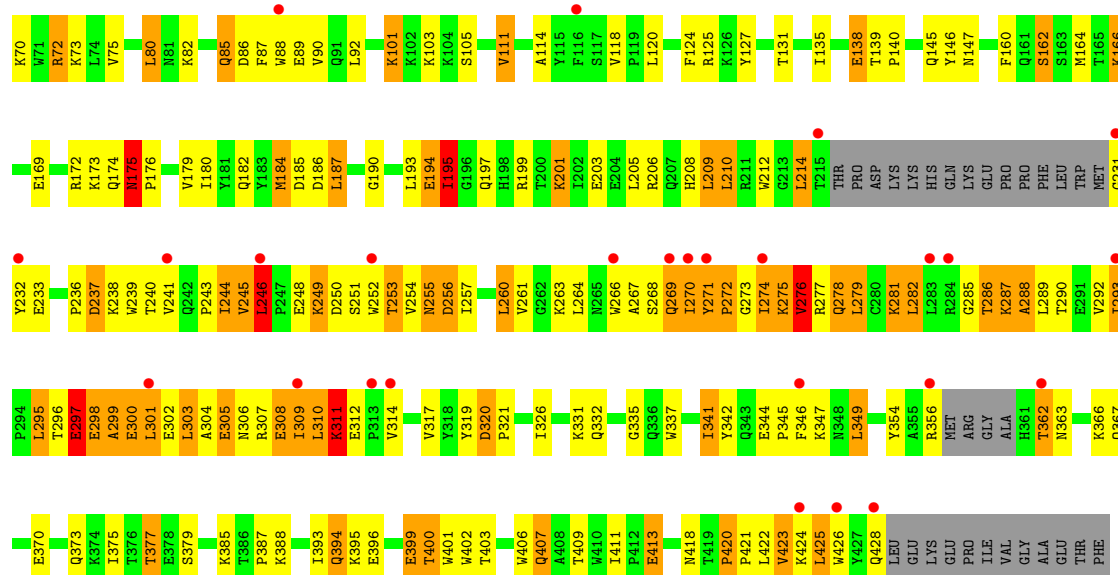 K70 W71 R72 K73 L74 V75 L80 N81 K82 Q85 D86 F87 W88 E89 V90 Q91 L92 K101 K102 K103 K104 S105 V111 A114 Y115 F116 S117 V118 P119 L120 F124 R125 K126 Y127 T131 I135 E138 T139 P140 Q145 Y146 N147 F160 Q161 S162 S163 M164 T165 K166
E169 R172 K173 Q174 N175 P176 V179 I180 Y181 Q182 Y183 M184 D185 D186 L187 G190 L193 E194 I195 G196 Q197 H198 R199 T200 K201 I202 E203 E204 L205 R206 Q207 H208 L209 L210 R211 W212 G213 L214 T215 THR PRO ASP LYS LYS HIS GLN LYS GLU PRO PRO PHE LEU TRP MET G231
Y232 E233 P236 D237 K238 W239 T240 V241 Q242 P243 I244 V245 L246 P247 E248 K249 D250 S251 W252 T253 V254 N255 D256 I257 L260 V261 G262 K263 L264 N265 W266 A267 S268 Q269 I270 Y271 P272 G273 I274 K275 V276 R277 Q278 L279 C280 K281 L282 L283 R284 G285 T286 K287 A288 L289 T290 E291 V292 I293
P294 L295 T296 E297 E298 A299 E300 L301 E302 L303 A304 E305 N306 R307 E308 I309 L310 K311 E312 P313 V314 V317 Y318 Y319 D320 P321 I326 K331 Q332 G335 Q336 W337 I341 Y342 Q343 E344 P345 F346 K347 N348 L349 Y354 A355 R356 MET ARG GLY ALA H361 T362 N363 K366 Q367
E370 Q373 K374 I375 T376 T377 E378 S379 K385 T386 P387 K388 I393 Q394 K395 E396 E399 T400 W401 W402 T403 W406 Q407 A408 T409 W410 I411 P412 E413 N418 T419 P420 P421 L422 V423 K424 L425 W426 Y427 Q428 LEU GLU LYS GLU PRO ILE VAL GLY ALA GLU THR PHE